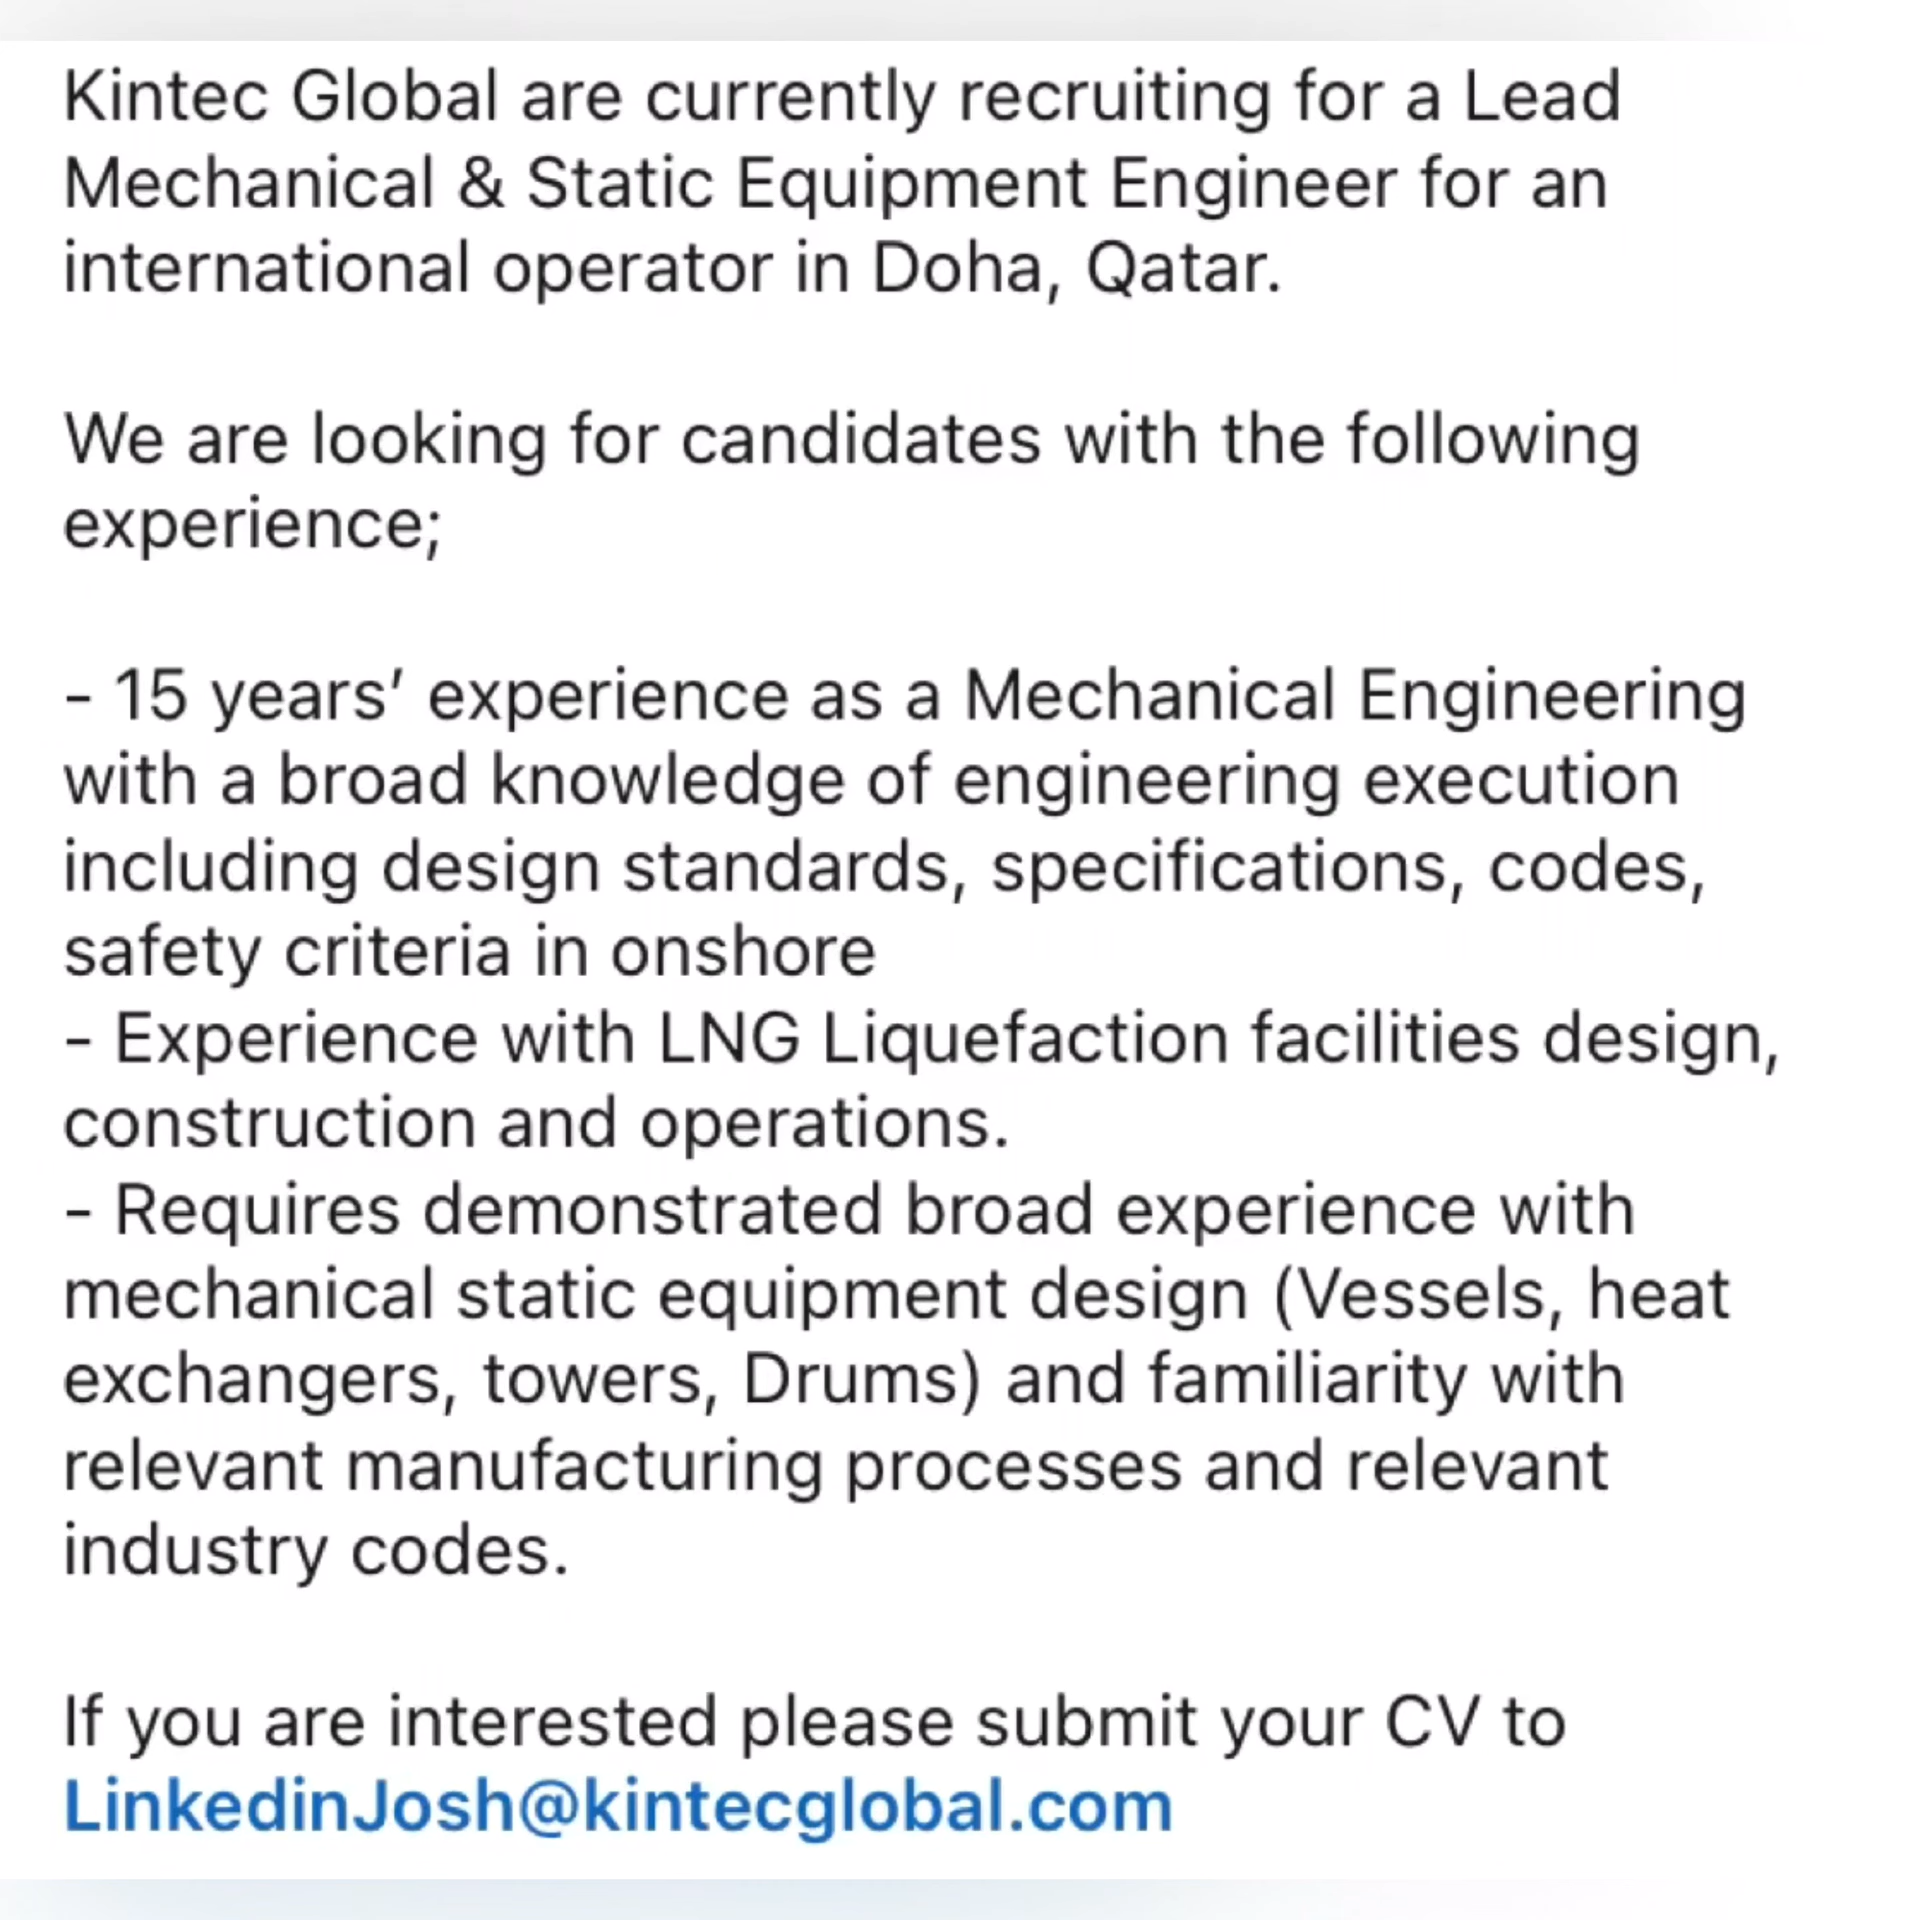 Kintec Global are currently recruiting for a Lead
Mechanical & Static Equipment Engineer for an
international operator in Doha, Qatar.
We are looking for candidates with the following
experience;
- 15 years’ experience as a Mechanical Engineering
with a broad knowledge of engineering execution
including design standards, specifications, codes,
safety criteria in onshore
- Experience with LNG Liquefaction facilities design,
construction and operations.
- Requires demonstrated broad experience with
mechanical static equipment design (Vessels, heat
exchangers, towers, Drums) and familiarity with
relevant manufacturing processes and relevant
industry codes.
If you are interested please submit your CV to
LinkedinJosh@kintecglobal.com